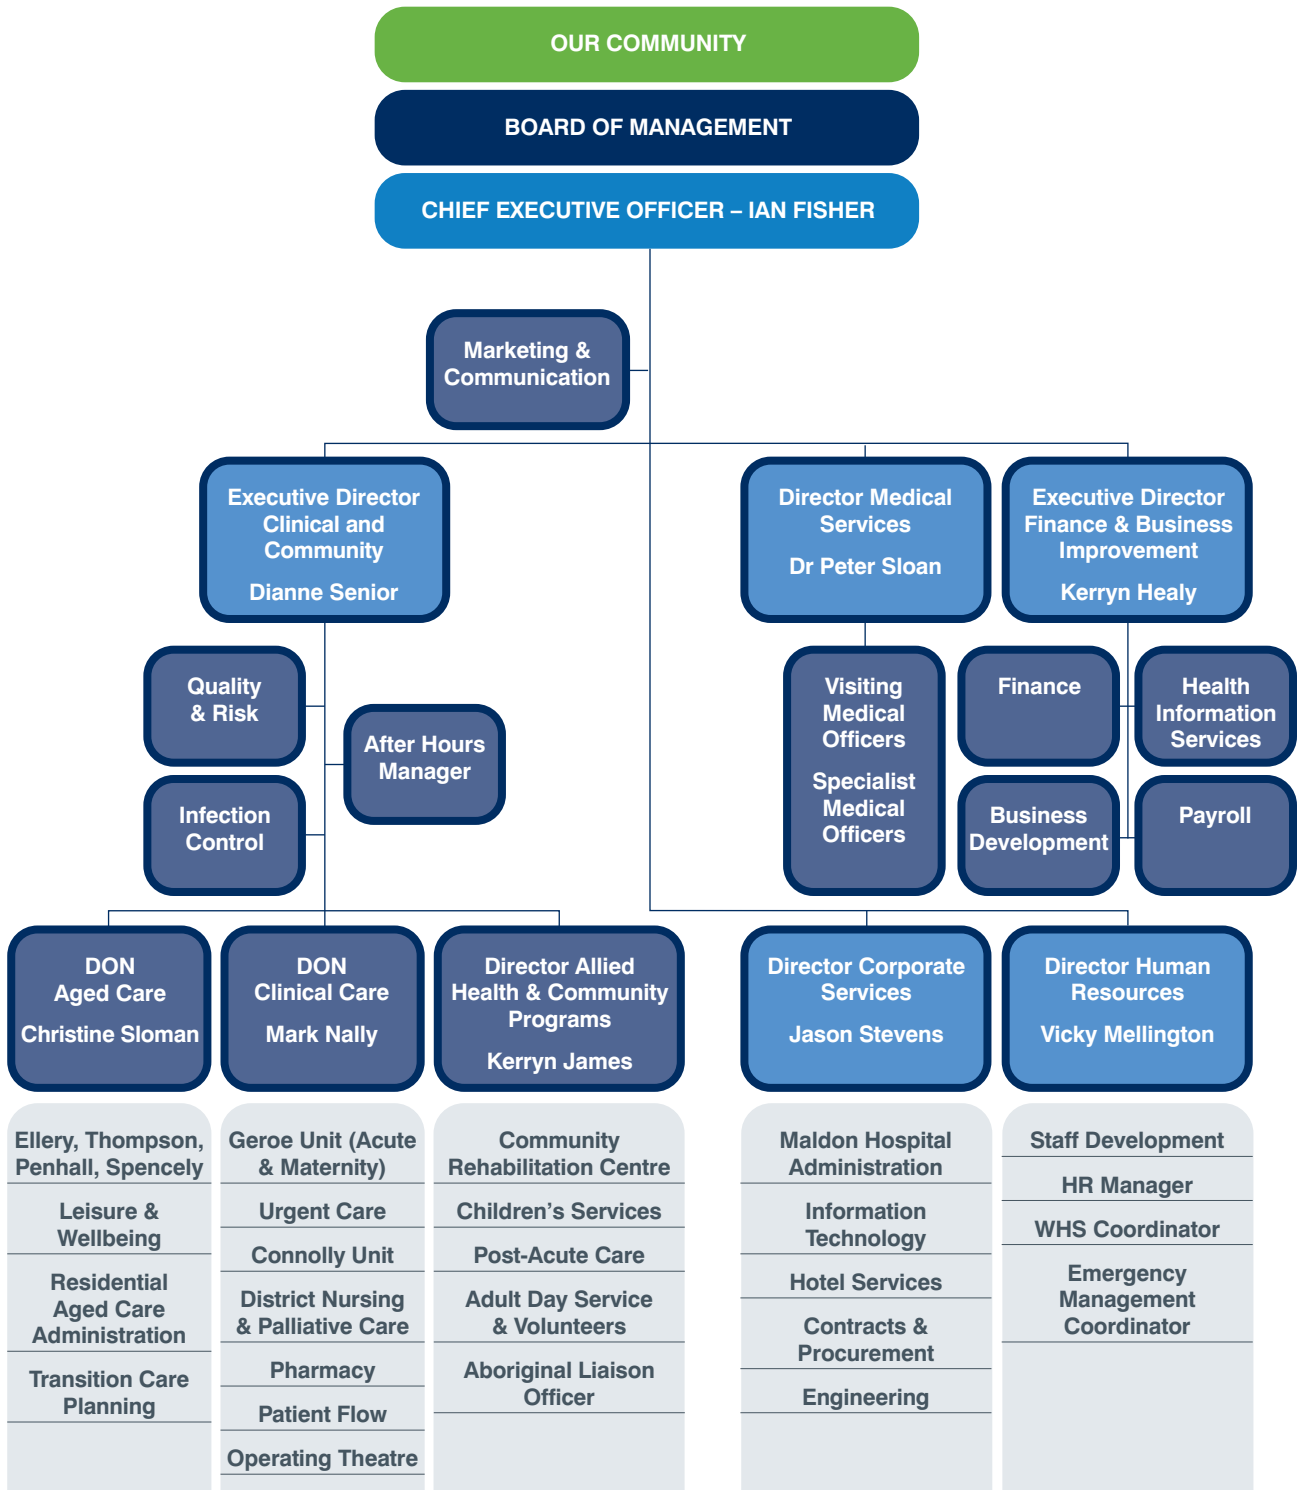 OUR COMMUNITY
BOARD OF MANAGEMENT
CHIEF EXECUTIVE OFFICER – IAN FISHER
Marketing &
Communication
Executive Director
Clinical and
Community
Dianne Senior
Director Medical
Services
Dr Peter Sloan
Executive Director
Finance & Business
Improvement
Kerryn Healy
Quality
& Risk
After Hours
Manager
Infection
Control
Visiting
Medical
Officers
Specialist
Medical
Officers
Finance
Health
Information
Services
Business
Development
Payroll
DON
Aged Care
Christine Sloman
DON
Clinical Care
Mark Nally
Director Allied
Health & Community
Programs
Kerryn James
Director Corporate
Services
Jason Stevens
Director Human
Resources
Vicky Mellington
Ellery, Thompson,
Penhall, Spencely
Leisure &
Wellbeing
Residential
Aged Care
Administration
Transition Care
Planning
Geroe Unit (Acute
& Maternity)
Urgent Care
Connolly Unit
District Nursing
& Palliative Care
Pharmacy
Patient Flow
Operating Theatre
Community
Rehabilitation Centre
Children’s Services
Post-Acute Care
Adult Day Service
& Volunteers
Aboriginal Liaison
Officer
Maldon Hospital
Administration
Information
Technology
Hotel Services
Contracts &
Procurement
Engineering
Staff Development
HR Manager
WHS Coordinator
Emergency
Management
Coordinator